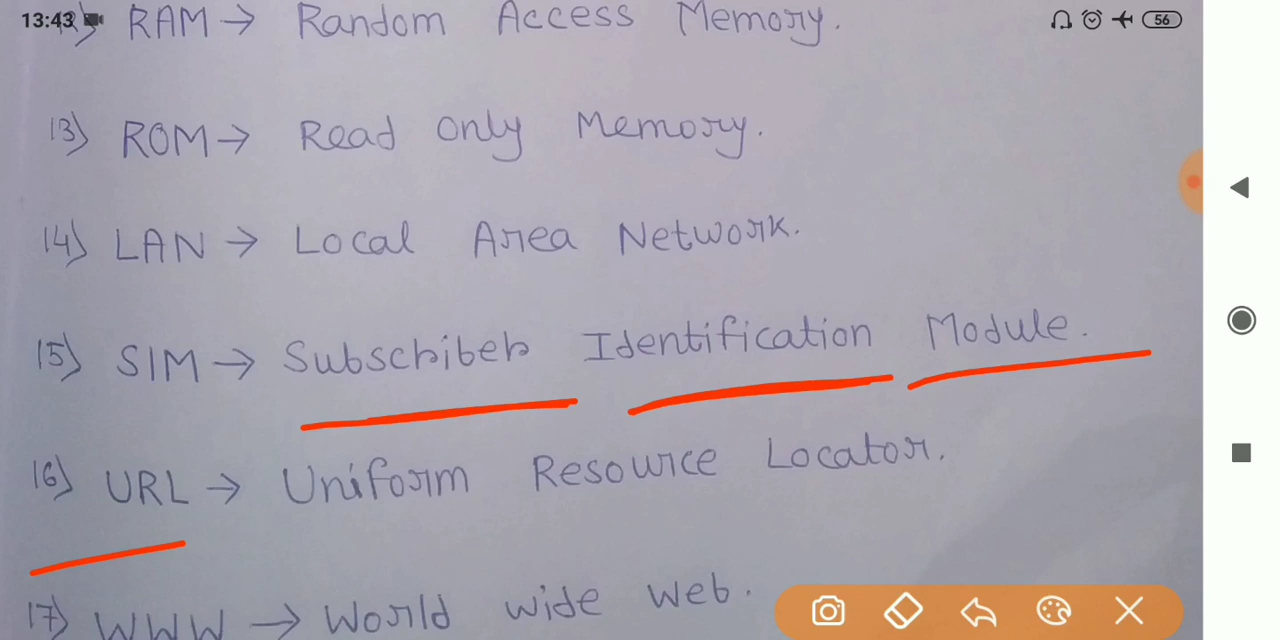 13:43 56
12) RAM → Random Access Memory.
13) ROM → Read Only Memory.
14) LAN → Local Area Network.
15) SIM → Subscriber Identification Module.
16) URL → Uniform Resource Locator.
17) WWW → World Wide Web.